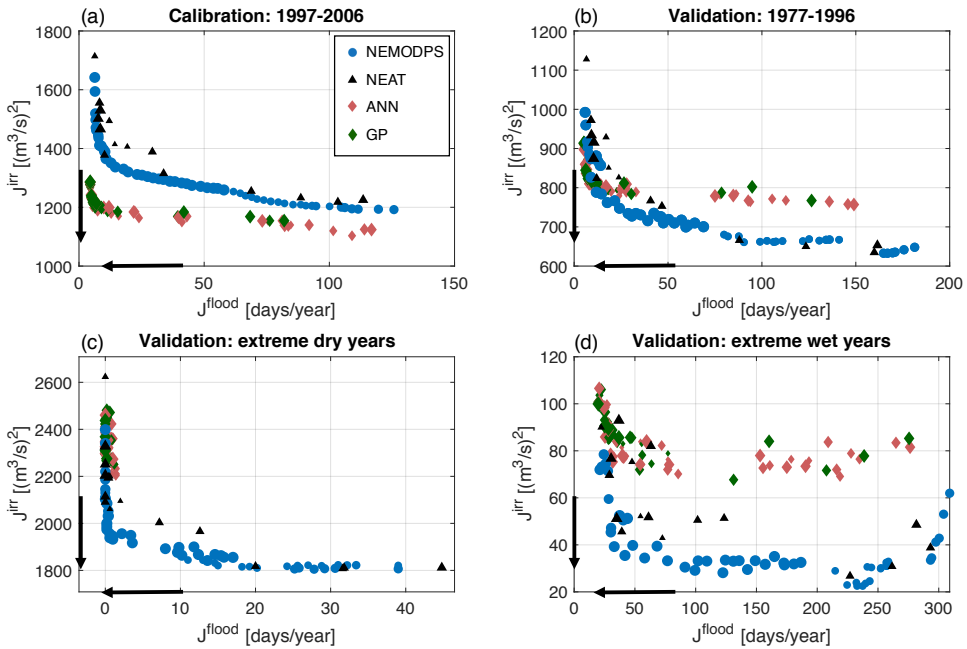 (a) Calibration: 1997-2006
1800
1600
1400
1200
1000
J^irr [(m³/s)²]
0 50 100 150
J^flood [days/year]
NEMODPS
NEAT
ANN
GP
(b) Validation: 1977-1996
1200
1100
1000
900
800
700
600
J^irr [(m³/s)²]
0 50 100 150 200
J^flood [days/year]
(c) Validation: extreme dry years
2600
2400
2200
2000
1800
J^irr [(m³/s)²]
0 10 20 30 40
J^flood [days/year]
(d) Validation: extreme wet years
120
100
80
60
40
20
J^irr [(m³/s)²]
0 50 100 150 200 250 300
J^flood [days/year]